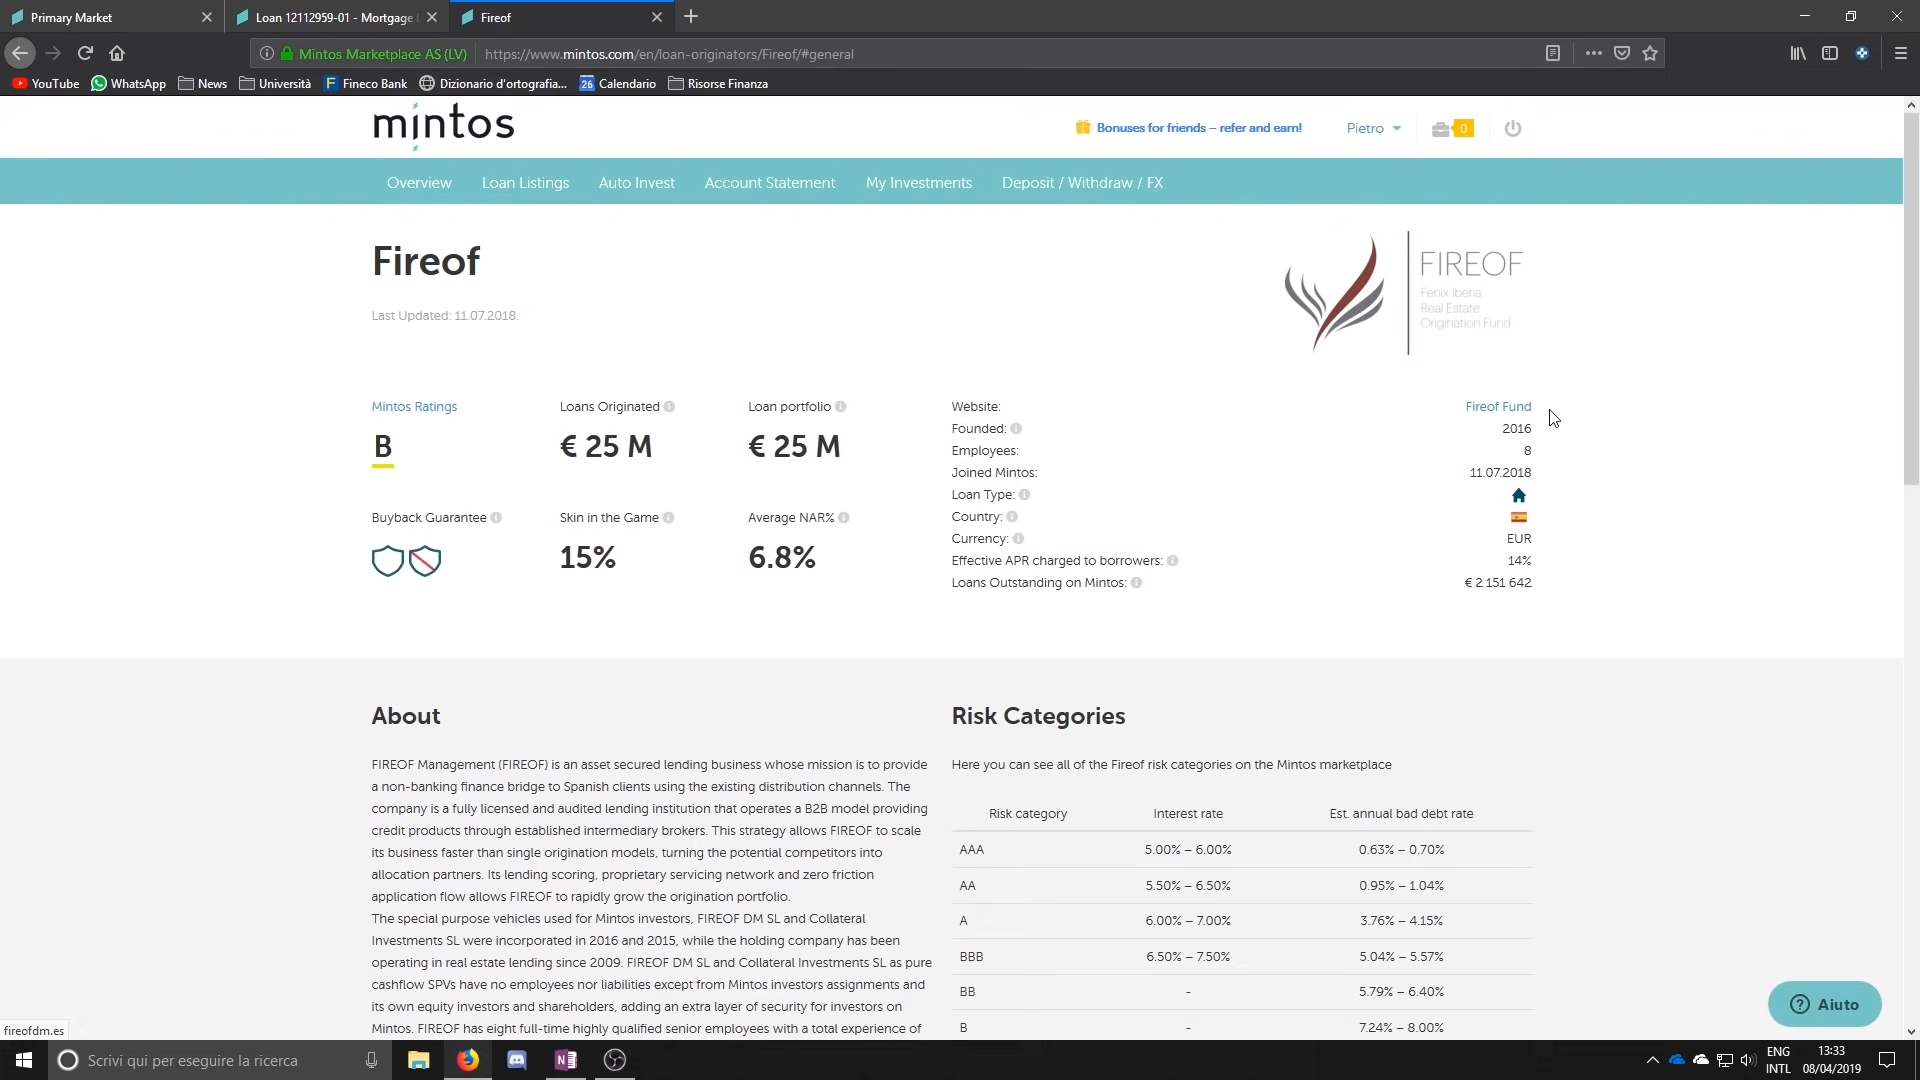 Primary Market
Loan 12112959-01 - Mortgage
Fireof
Mintos Marketplace AS (LV)
https://www.mintos.com/en/loan-originators/Fireof/#general
YouTube
WhatsApp
News
Università
Fineco Bank
Dizionario d'ortografia...
26 Calendario
Risorse Finanza
mintos
Bonuses for friends – refer and earn!
Pietro
0
Overview
Loan Listings
Auto Invest
Account Statement
My Investments
Deposit / Withdraw / FX
Fireof
Last Updated: 11.07.2018.
FIREOF
Fenix Iberia
Real Estate
Origination Fund
Mintos Ratings
B
Loans Originated
€ 25 M
Loan portfolio
€ 25 M
Buyback Guarantee
Skin in the Game
15%
Average NAR%
6.8%
Website: Fireof Fund
Founded: 2016
Employees: 8
Joined Mintos: 11.07.2018
Loan Type:
Country:
Currency: EUR
Effective APR charged to borrowers: 14%
Loans Outstanding on Mintos: € 2 151 642
About
FIREOF Management (FIREOF) is an asset secured lending business whose mission is to provide
a non-banking finance bridge to Spanish clients using the existing distribution channels. The
company is a fully licensed and audited lending institution that operates a B2B model providing
credit products through established intermediary brokers. This strategy allows FIREOF to scale
its business faster than single origination models, turning the potential competitors into
allocation partners. Its lending scoring, proprietary servicing network and zero friction
application flow allows FIREOF to rapidly grow the origination portfolio.
The special purpose vehicles used for Mintos investors, FIREOF DM SL and Collateral
Investments SL were incorporated in 2016 and 2015, while the holding company has been
operating in real estate lending since 2009. FIREOF DM SL and Collateral Investments SL as pure
cashflow SPVs have no employees nor liabilities except from Mintos investors assignments and
its own equity investors and shareholders, adding an extra layer of security for investors on
Mintos. FIREOF has eight full-time highly qualified senior employees with a total experience of
Risk Categories
Here you can see all of the Fireof risk categories on the Mintos marketplace
Risk category Interest rate Est. annual bad debt rate
AAA 5.00% – 6.00% 0.63% – 0.70%
AA 5.50% – 6.50% 0.95% – 1.04%
A 6.00% – 7.00% 3.76% – 4.15%
BBB 6.50% – 7.50% 5.04% – 5.57%
BB - 5.79% – 6.40%
B - 7.24% – 8.00%
? Aiuto
fireofdm.es
Scrivi qui per eseguire la ricerca
ENG
INTL
13:33
08/04/2019